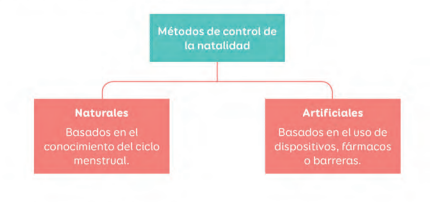 Métodos de control de
la natalidad
Naturales
Basados en el
conocimiento del ciclo
menstrual.
Artificiales
Basados en el uso de
dispositivos, fármacos
o barreras.